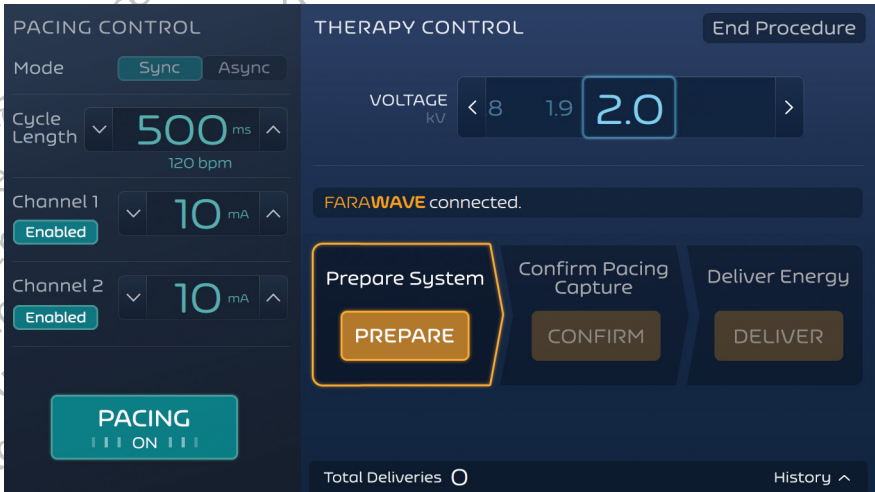 PACING CONTROL
Mode Sync Async
Cycle Length 500 ms
120 bpm
Channel 1
Enabled
10 mA
Channel 2
Enabled
10 mA
PACING
ON
THERAPY CONTROL
End Procedure
VOLTAGE
kV
8 1.9 2.0
FARAWAVE connected.
Prepare System
PREPARE
Confirm Pacing
Capture
CONFIRM
Deliver Energy
DELIVER
Total Deliveries 0
History